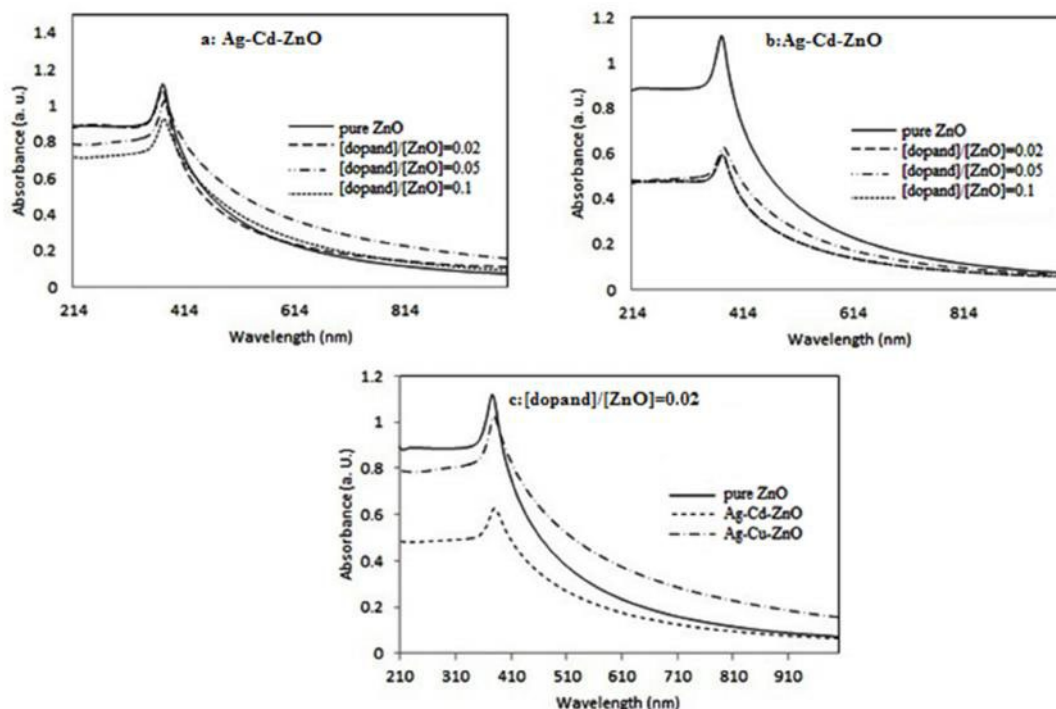 a: Ag-Cd-ZnO
Absorbance (a. u.)
1.4
1.2
1
0.8
0.6
0.4
0.2
0
pure ZnO
[dopand]/[ZnO]=0.02
[dopand]/[ZnO]=0.05
[dopand]/[ZnO]=0.1
214 414 614 814
Wavelength (nm)
b:Ag-Cd-ZnO
Absorbance (a. u.)
1.2
1
0.8
0.6
0.4
0.2
0
pure ZnO
[dopand]/[ZnO]=0.02
[dopand]/[ZnO]=0.05
[dopand]/[ZnO]=0.1
214 414 614 814
Wavelength (nm)
c:[dopand]/[ZnO]=0.02
Absorbance (a. U.)
1.2
1
0.8
0.6
0.4
0.2
0
pure ZnO
Ag-Cd-ZnO
Ag-Cu-ZnO
210 310 410 510 610 710 810 910
Wavelength (nm)